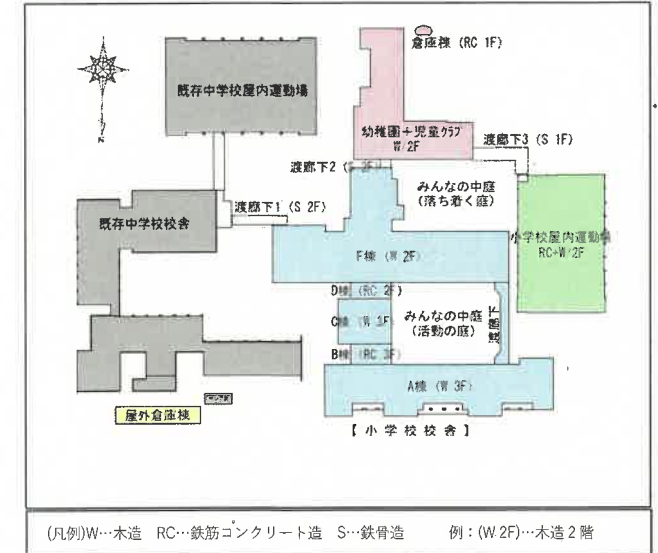 倉庫棟 (RC 1F)
既存中学校屋内運動場
幼稚園＋児童クラブ
W 2F
渡廊下3 (S 1F)
渡廊下2 (S 2F)
みんなの中庭
(落ち着く庭)
渡廊下1 (S 2F)
既存中学校校舎
小学校屋内運動場
RC+W 2F
F棟 (W 2F)
D棟 (RC 2F)
みんなの中庭
(活動の庭)
B棟 (RC 3F)
A棟 (W 3F)
屋外倉庫棟
【小学校校舎】
(凡例)W…木造 RC…鉄筋コンクリート造 S…鉄骨造 例：(W 2F)…木造2階